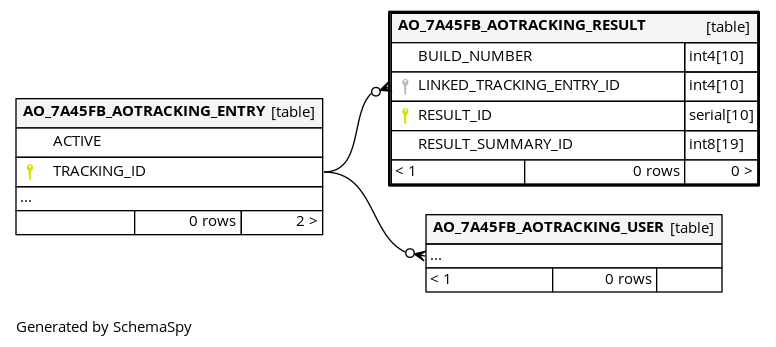 AO_7A45FB_AOTRACKING_RESULT [table]
BUILD_NUMBER int4[10]
LINKED_TRACKING_ENTRY_ID int4[10]
RESULT_ID serial[10]
RESULT_SUMMARY_ID int8[19]
< 1 0 rows 0 >
AO_7A45FB_AOTRACKING_ENTRY [table]
ACTIVE
TRACKING_ID
...
0 rows 2 >
AO_7A45FB_AOTRACKING_USER [table]
...
< 1 0 rows
Generated by SchemaSpy